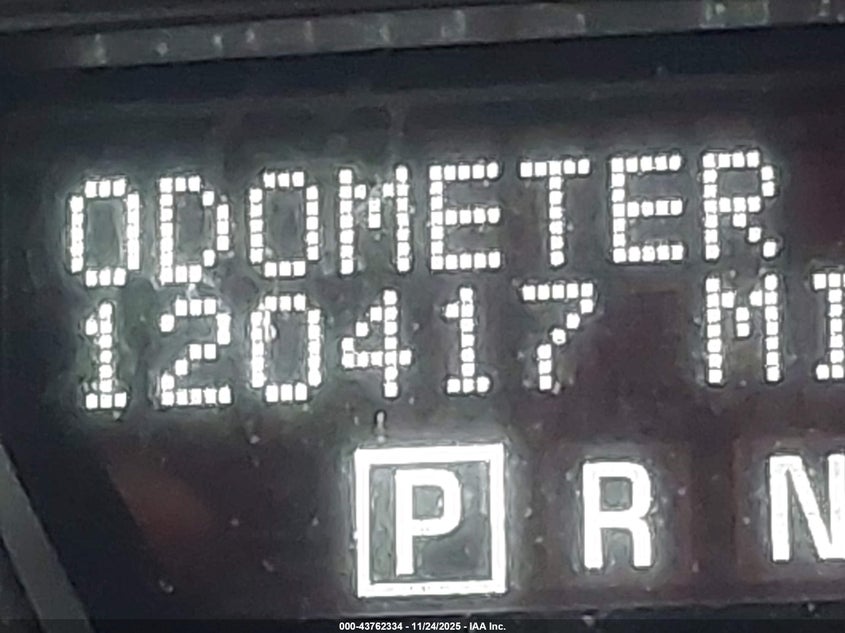 ODOMETER
120417 MI
P R N
000-43762334 - 11/24/2025 - IAA Inc.